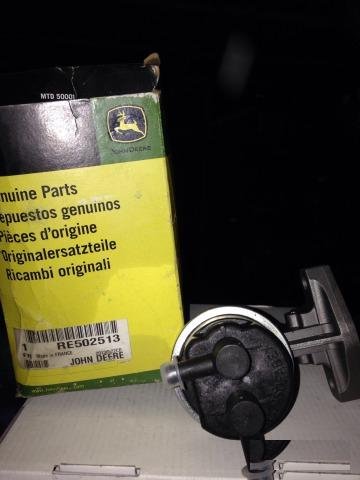 MTD 50001
JOHN DEERE
nuine Parts
epuestos genuinos
Pièces d'origine
Originalersatzteile
Ricambi originali
1 RE502513
Made in FRANCE
JOHN DEERE